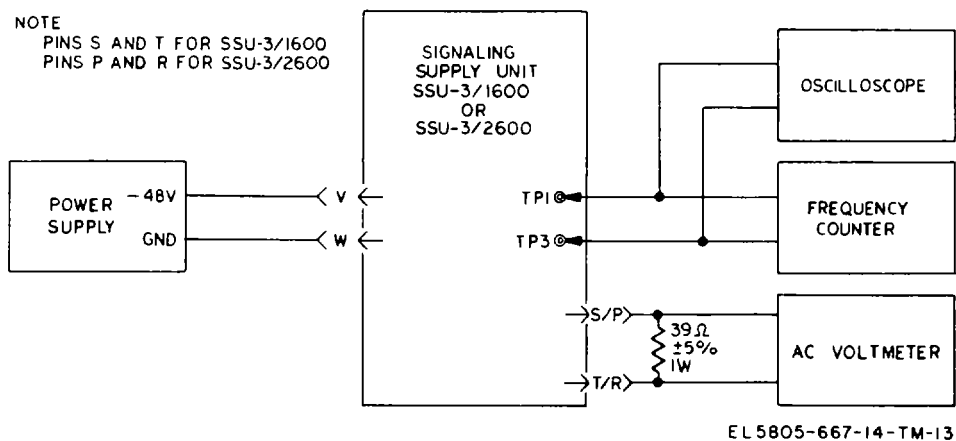 NOTE
PINS S AND T FOR SSU-3/1600
PINS P AND R FOR SSU-3/2600
SIGNALING
SUPPLY UNIT
SSU-3/1600
OR
SSU-3/2600
OSCILLOSCOPE
POWER
SUPPLY
-48V
GND
V
W
TP1
TP3
FREQUENCY
COUNTER
S/P
T/R
39Ω
±5%
1W
AC VOLTMETER
EL5805-667-14-TM-13